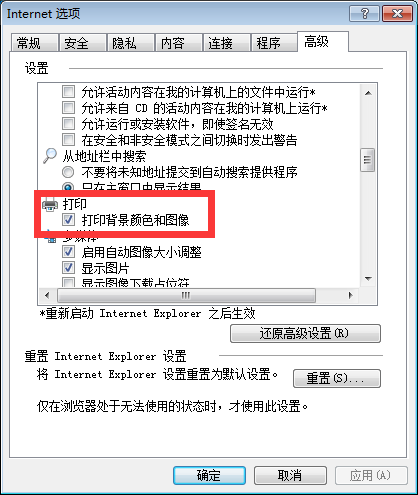 Internet 选项
常规 安全 隐私 内容 连接 程序 高级
设置
允许活动内容在我的计算机上的文件中运行*
允许来自 CD 的活动内容在我的计算机上运行*
允许运行或安装软件，即使签名无效
在安全和非安全模式之间切换时发出警告
从地址栏中搜索
不要将未知地址提交到自动搜索提供程序
只在主窗口中显示结果
打印
打印背景颜色和图像
多媒体
启用自动图像大小调整
显示图片
显示图像下载占位符
*重新启动 Internet Explorer 之后生效
还原高级设置(R)
重置 Internet Explorer 设置
将 Internet Explorer 设置重置为默认设置。
重置(S)...
仅在浏览器处于无法使用的状态时，才使用此设置。
确定 取消 应用(A)